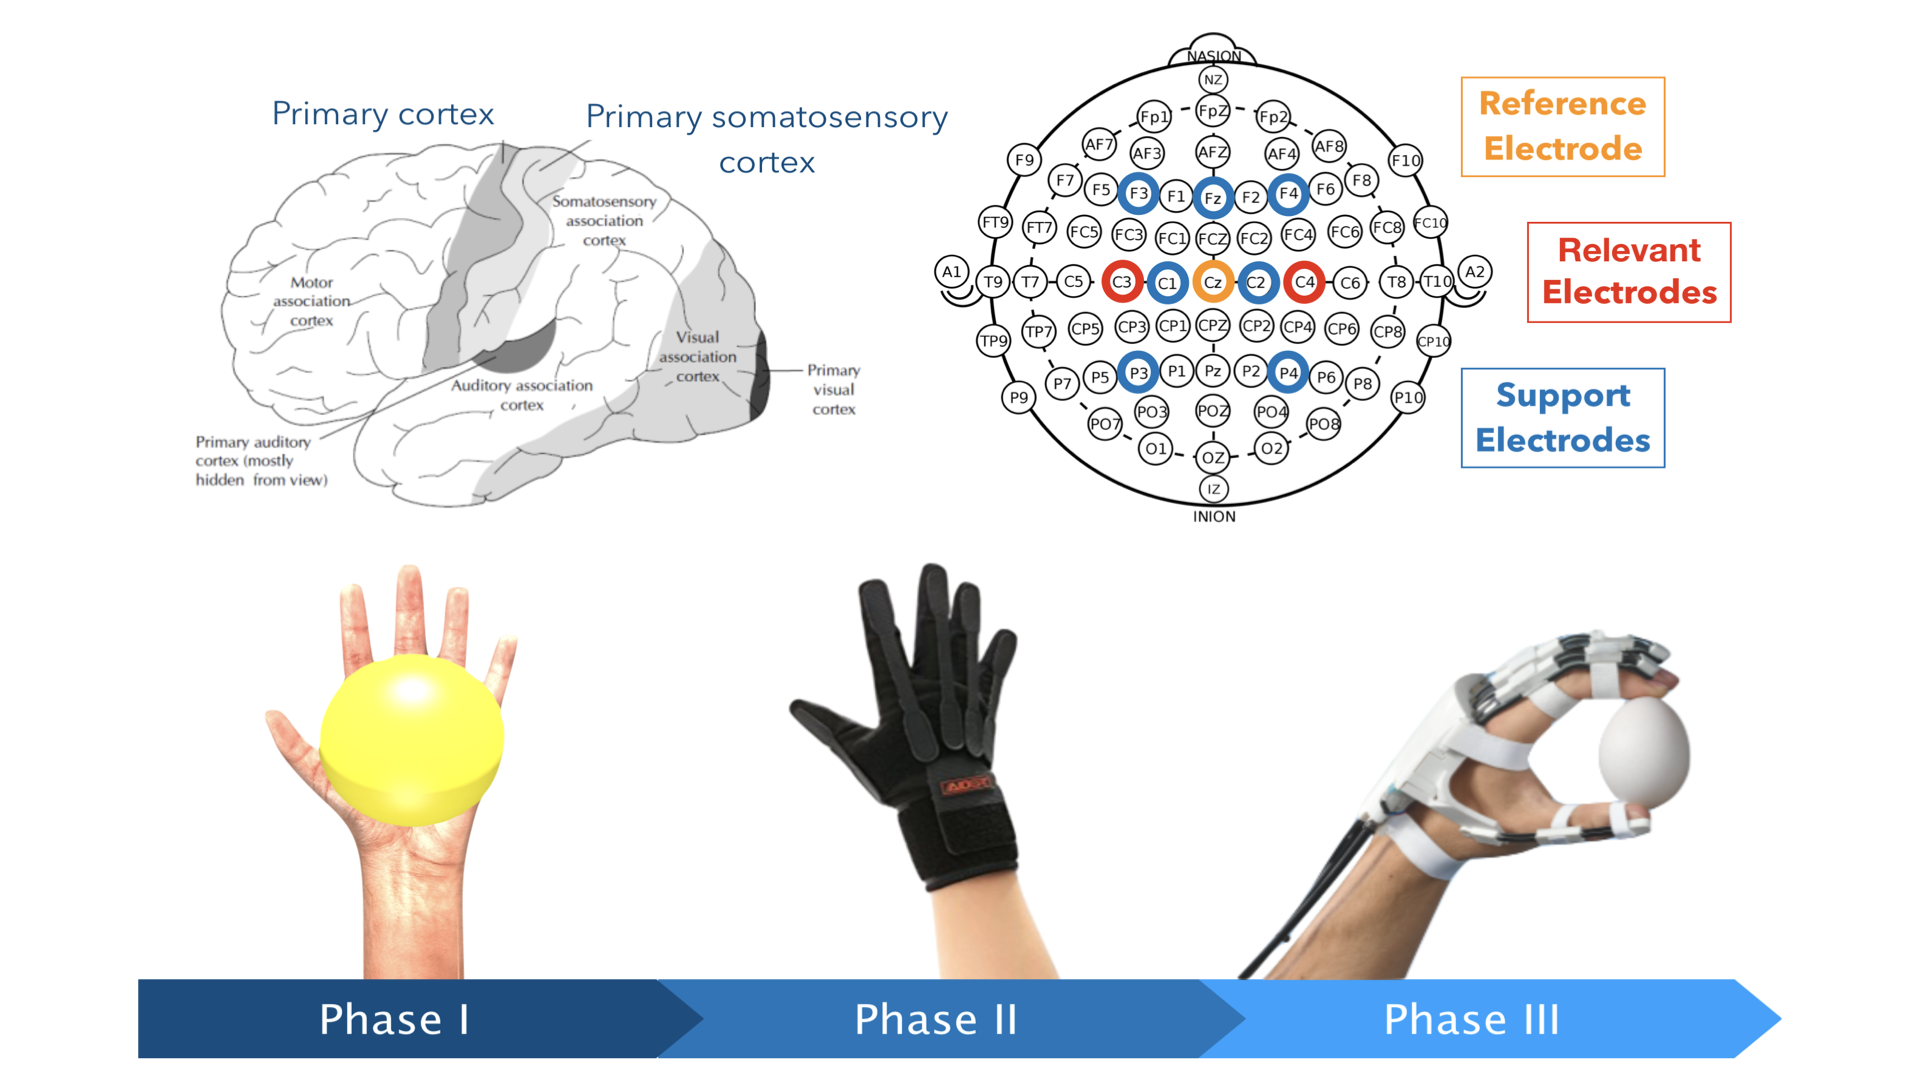 Primary cortex
Primary somatosensory
cortex
Somatosensory
association
cortex
Motor
association
cortex
Visual
association
cortex
Auditory association
cortex
Primary
visual
cortex
Primary auditory
cortex (mostly
hidden from view)
NASION
NZ
Fp1 FpZ Fp2
AF7 AF3 AFZ AF4 AF8
F9 F7 F5 F3 F1 Fz F2 F4 F6 F8 F10
FT9 FT7 FC5 FC3 FC1 FCZ FC2 FC4 FC6 FC8 FC10
A1 T9 T7 C5 C3 C1 Cz C2 C4 C6 T8 T10 A2
TP9 TP7 CP5 CP3 CP1 CPZ CP2 CP4 CP6 CP8 CP10
P9 P7 P5 P3 P1 Pz P2 P4 P6 P8 P10
PO7 PO3 POZ PO4 PO8
O1 OZ O2
IZ
INION
Reference
Electrode
Relevant
Electrodes
Support
Electrodes
Phase I
Phase II
Phase III